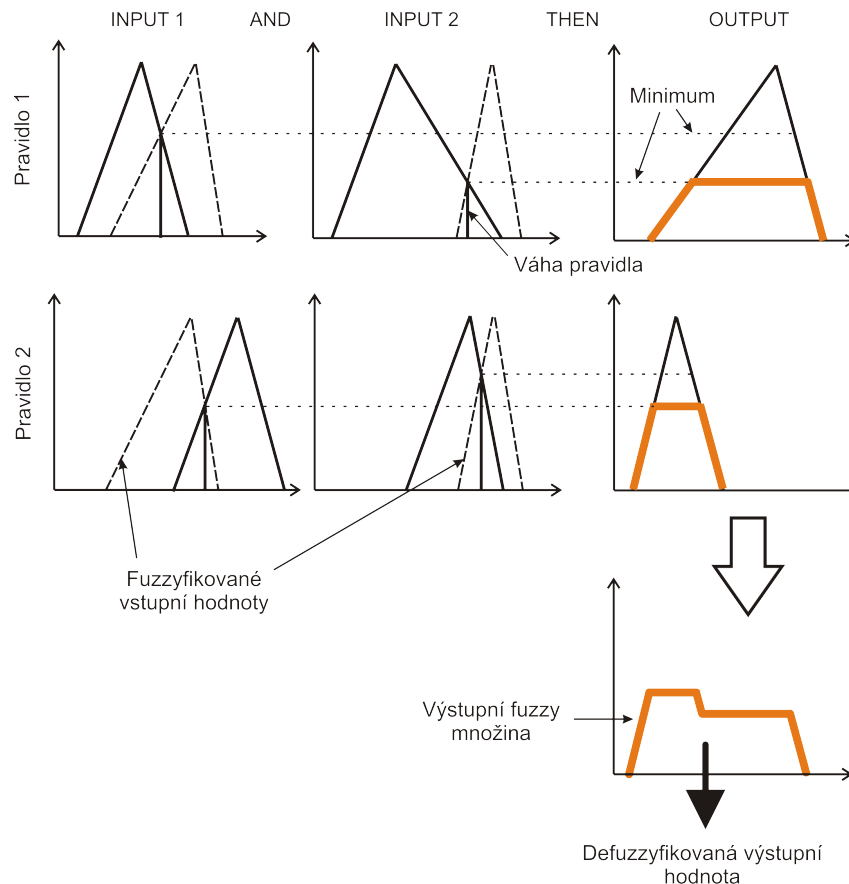 INPUT 1 AND INPUT 2 THEN OUTPUT
Pravidlo 1
Minimum
Váha pravidla
Pravidlo 2
Fuzzyfikované
vstupní hodnoty
Výstupní fuzzy
množina
Defuzzyfikovaná výstupní
hodnota